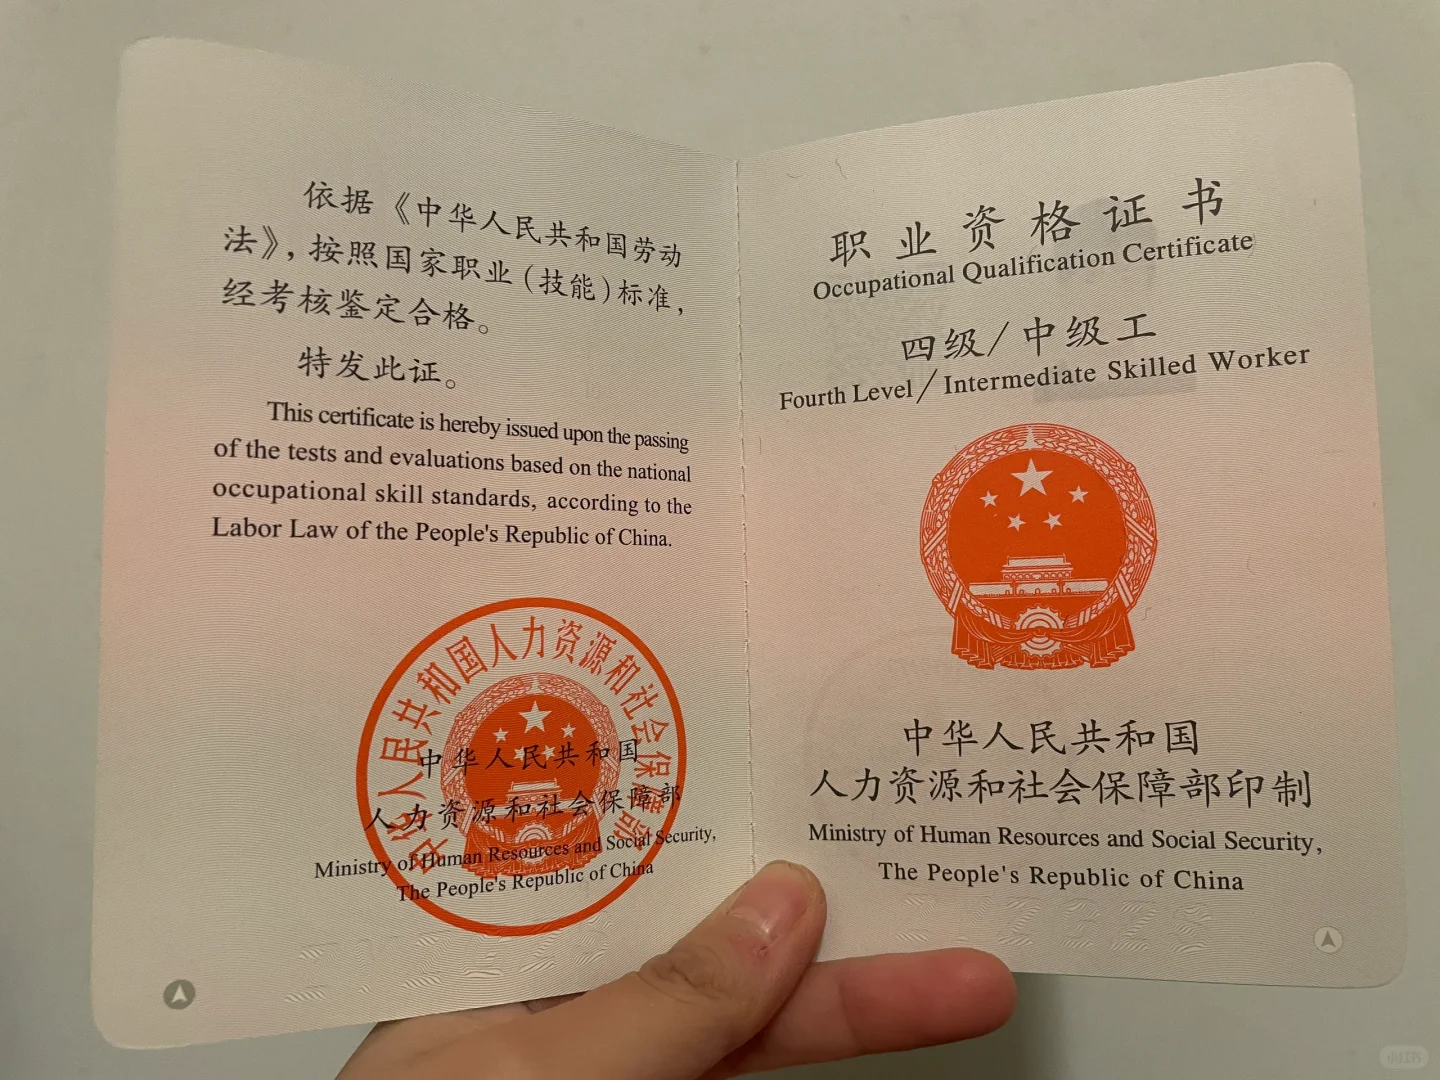 依据《中华人民共和国劳动
法》，按照国家职业（技能）标准，
经考核鉴定合格。
特发此证。
This certificate is hereby issued upon the passing
of the tests and evaluations based on the national
occupational skill standards, according to the
Labor Law of the People's Republic of China.
中华人民共和国人力资源和社会保障部
中华人民共和国
人力资源和社会保障部
Ministry of Human Resources and Social Security,
The People's Republic of China
职业资格证书
Occupational Qualification Certificate
四级/中级工
Fourth Level/Intermediate Skilled Worker
中华人民共和国
人力资源和社会保障部印制
Ministry of Human Resources and Social Security,
The People's Republic of China
小红书